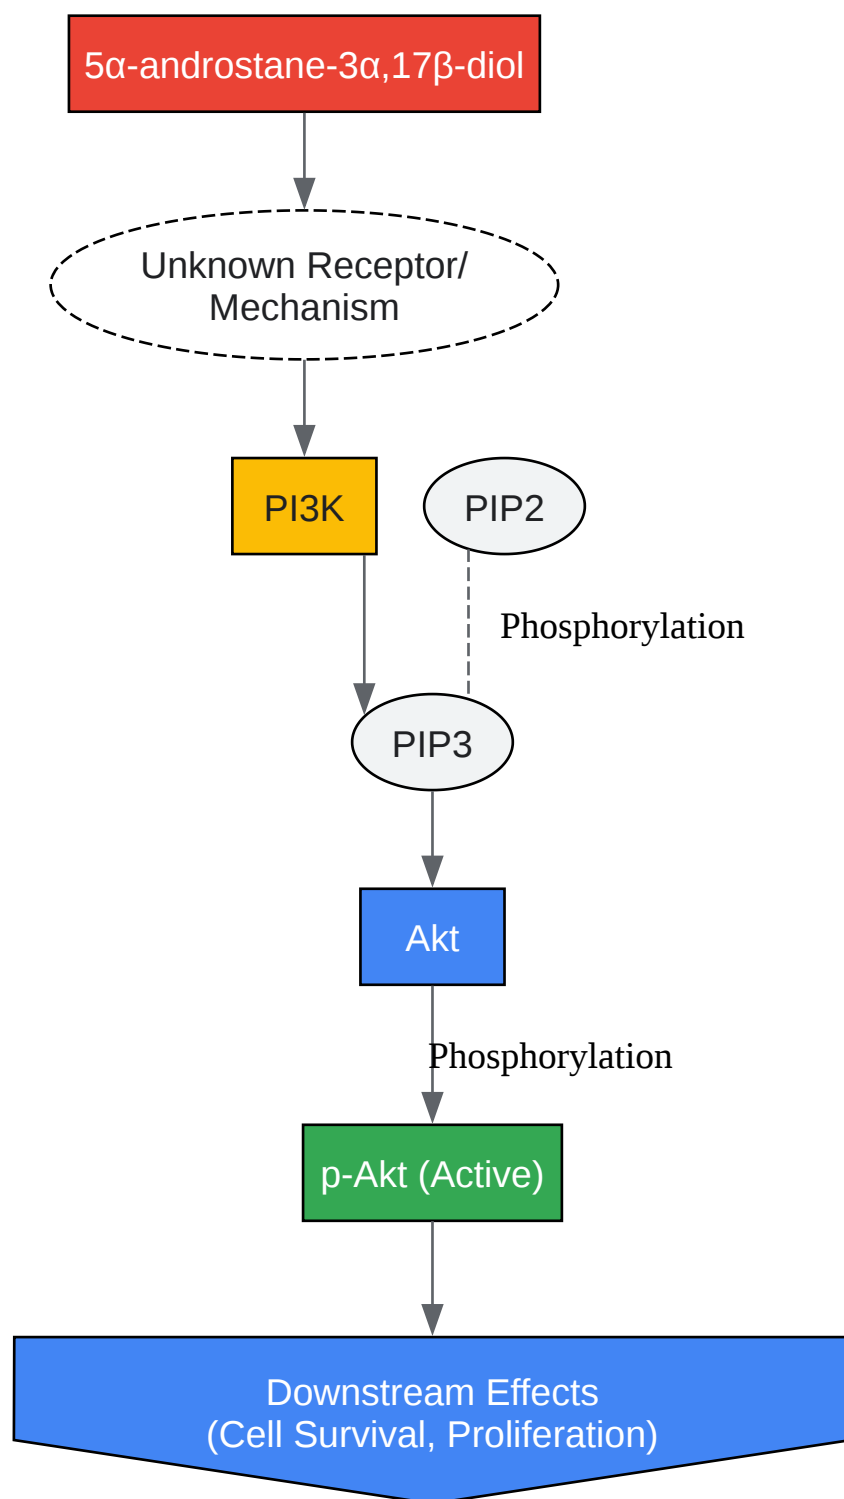 5α-androstane-3α,17β-diol
Unknown Receptor/
Mechanism
PI3K
PIP2
Phosphorylation
PIP3
Akt
Phosphorylation
p-Akt (Active)
Downstream Effects
(Cell Survival, Proliferation)